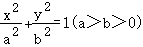 x²/a² + y²/b² = 1(a＞b＞0)